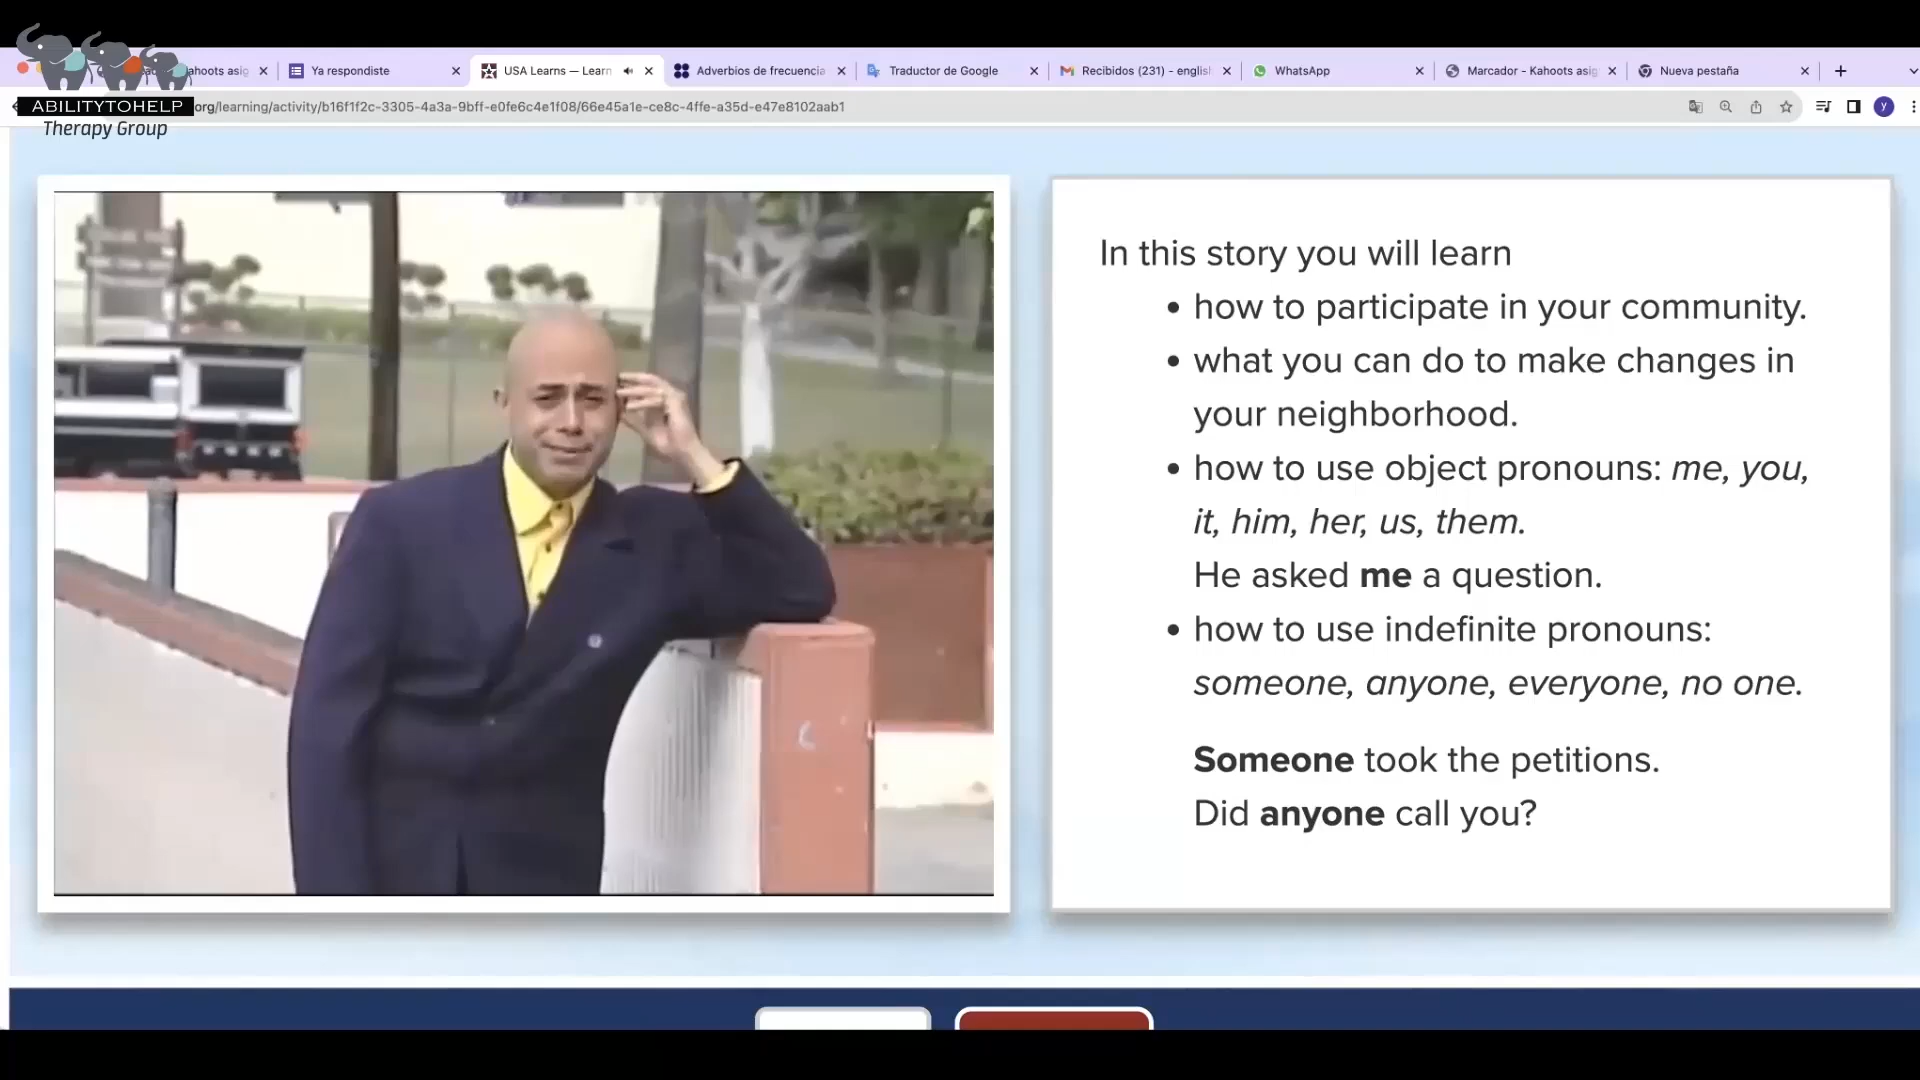 ahoots asig
Ya respondiste
USA Learns — Learn
Adverbios de frecuencia
Traductor de Google
Recibidos (231) - englis
WhatsApp
Marcador - Kahoots asig
Nueva pestaña
ABILITYTOHELP
Therapy Group
org/learning/activity/b16f1f2c-3305-4a3a-9bff-e0fe6c4e1f08/66e45a1e-ce8c-4ffe-a35d-e47e8102aab1
y
In this story you will learn
• how to participate in your community.
• what you can do to make changes in
your neighborhood.
• how to use object pronouns: me, you,
it, him, her, us, them.
He asked me a question.
• how to use indefinite pronouns:
someone, anyone, everyone, no one.
Someone took the petitions.
Did anyone call you?